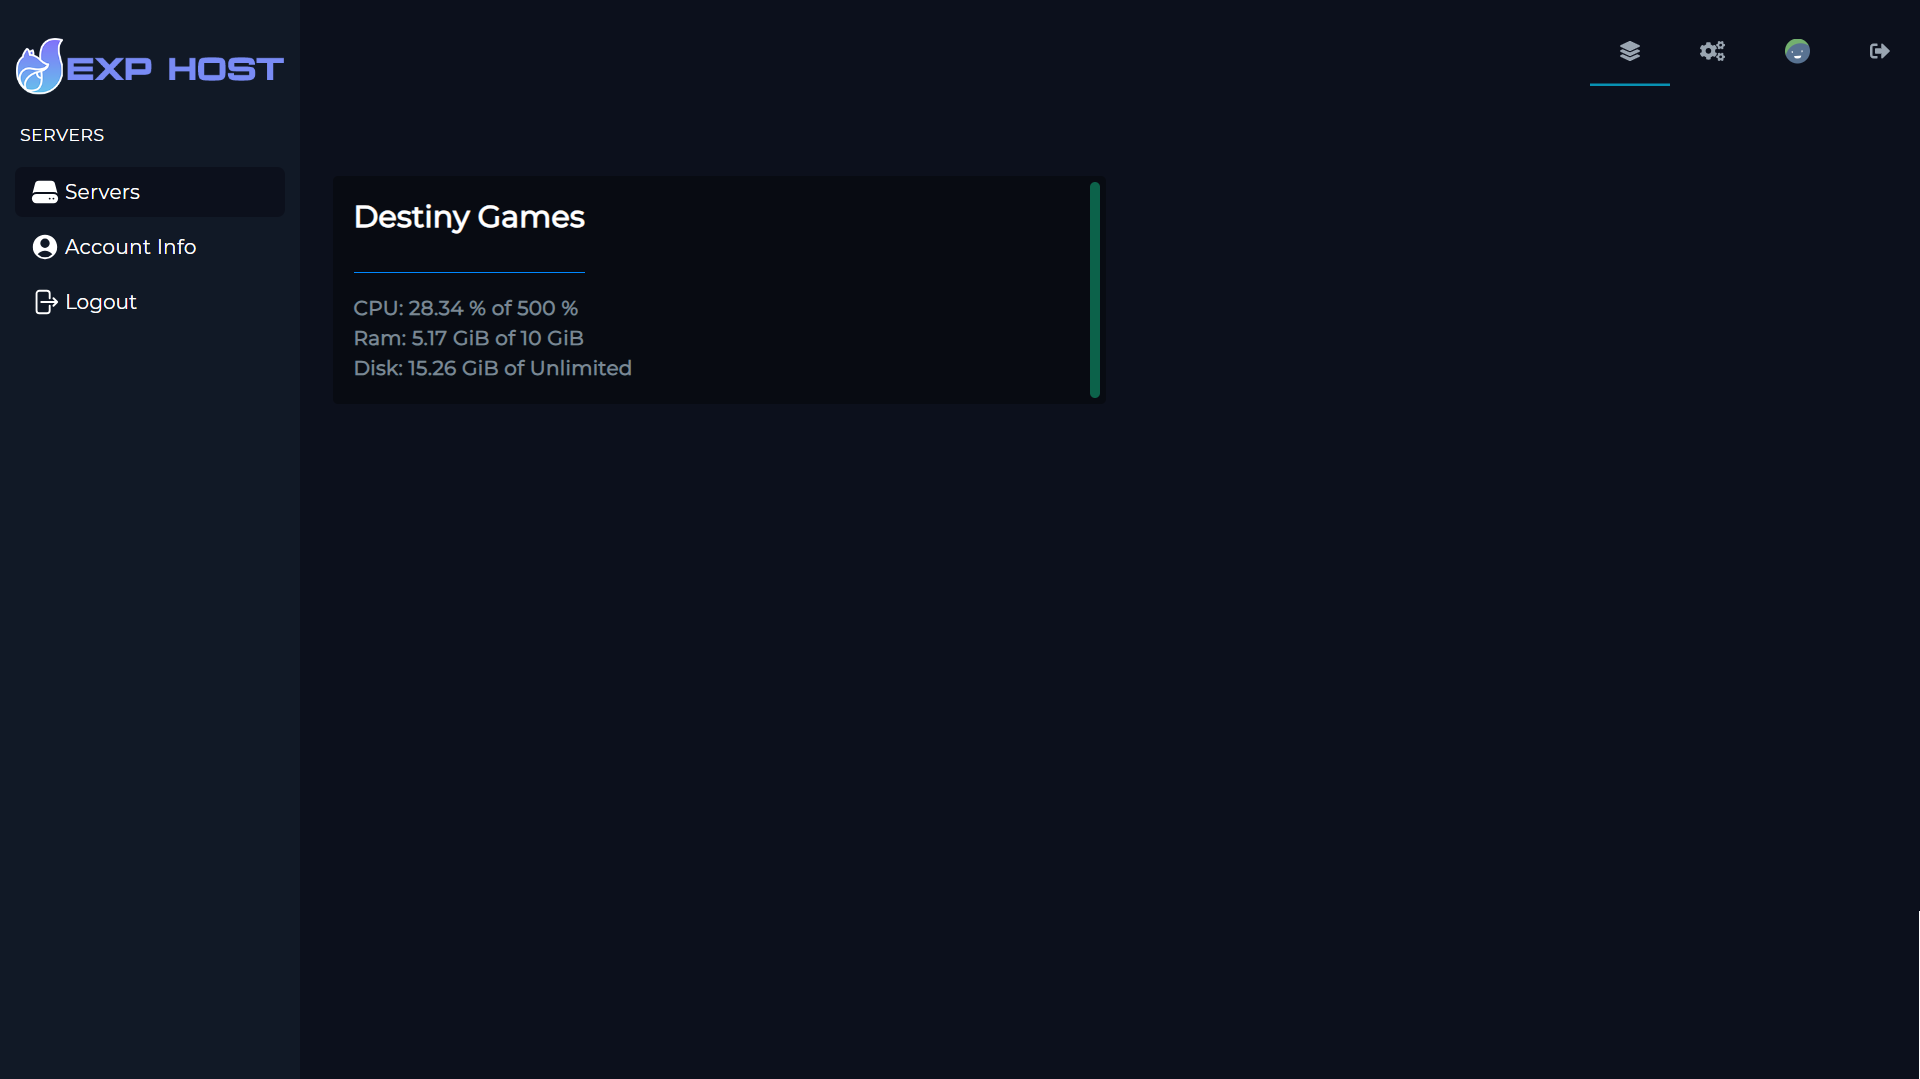 EXP HOST
SERVERS
Servers
Account Info
Logout
Destiny Games
CPU: 28.34 % of 500 %
Ram: 5.17 GiB of 10 GiB
Disk: 15.26 GiB of Unlimited